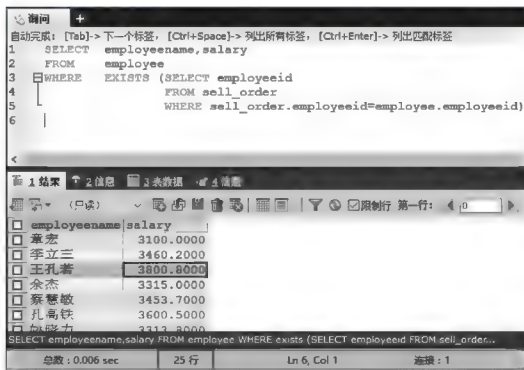 询问
自动完成: [Tab]-> 下一个标签, [Ctrl+Space]-> 列出所有标签, [Ctrl+Enter]-> 列出匹配标签
1 SELECT employeename,salary
2 FROM employee
3 WHERE EXISTS (SELECT employeeid
4 FROM sell_order
5 WHERE sell_order.employeeid=employee.employeeid)
6
1 结果 2 信息 3 表数据 4 信息
(只读) 限制行 第一行: 0
employeename salary
章宏 3100.0000
李立三 3460.2000
王孔若 3800.8000
余杰 3315.0000
蔡慧敏 3453.7000
孔高铁 3600.5000
姚晓力 3313.8000
SELECT employeename,salary FROM employee WHERE exists (SELECT employeeid FROM sell_order...
总数: 0.006 sec 25 行 Ln 6, Col 1 连接: 1